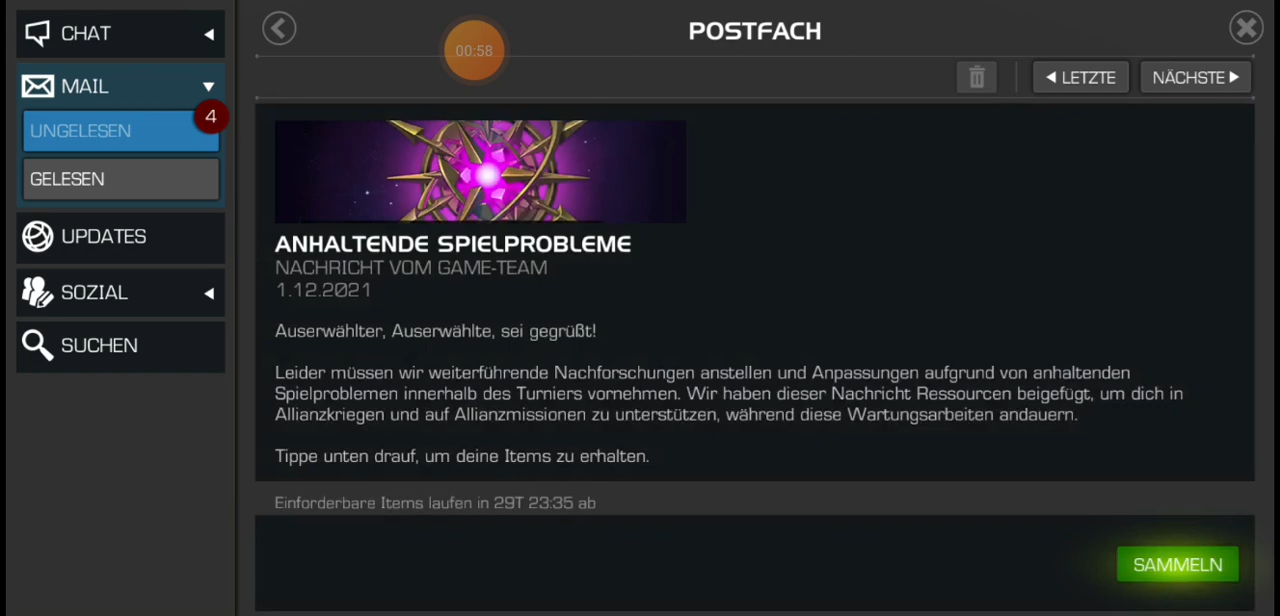 CHAT
MAIL
UNGELESEN
4
GELESEN
UPDATES
SOZIAL
SUCHEN
00:58
POSTFACH
LETZTE
NÄCHSTE
ANHALTENDE SPIELPROBLEME
NACHRICHT VOM GAME-TEAM
1.12.2021
Auserwählter, Auserwählte, sei gegrüßt!
Leider müssen wir weiterführende Nachforschungen anstellen und Anpassungen aufgrund von anhaltenden
Spielproblemen innerhalb des Turniers vornehmen. Wir haben dieser Nachricht Ressourcen beigefügt, um dich in
Allianzkriegen und auf Allianzmissionen zu unterstützen, während diese Wartungsarbeiten andauern.
Tippe unten drauf, um deine Items zu erhalten.
Einforderbare Items laufen in 29T 23:35 ab
SAMMELN